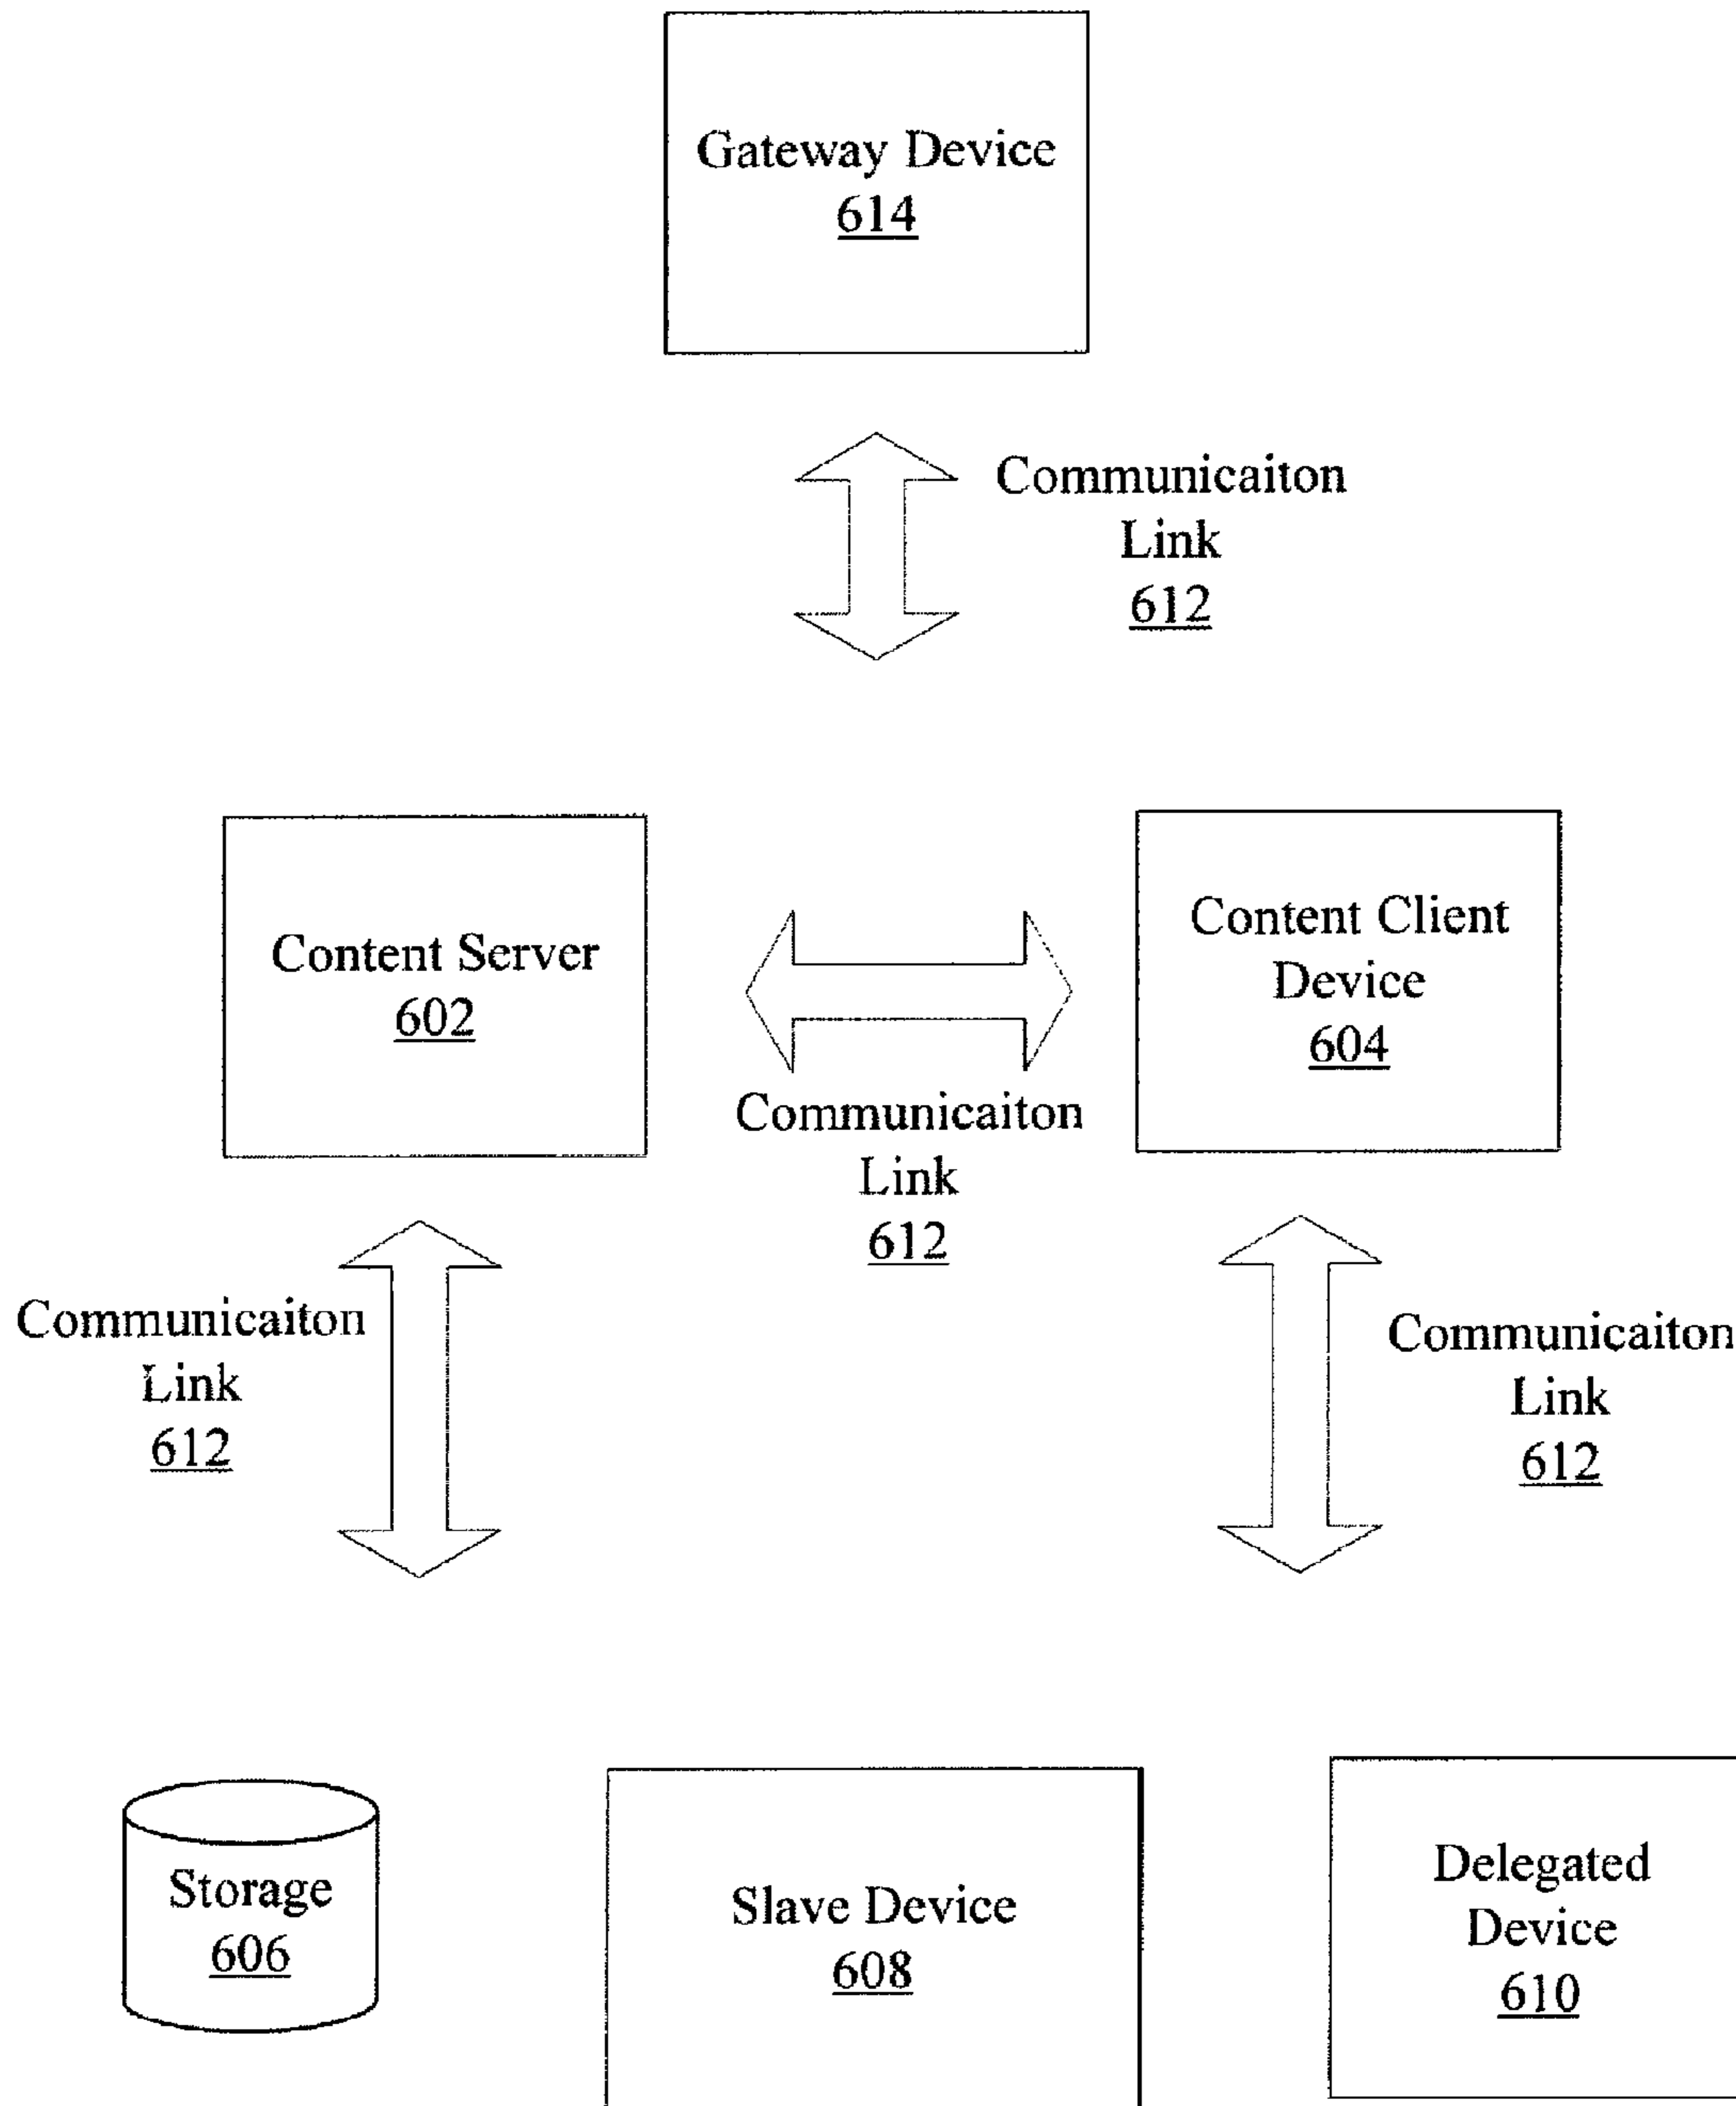 Gateway Device
614
Communicaiton
Link
612
Content Server
602
Content Client
Device
604
Communicaiton
Link
612
Communicaiton
Link
612
Communicaiton
Link
612
Storage
606
Slave Device
608
Delegated
Device
610